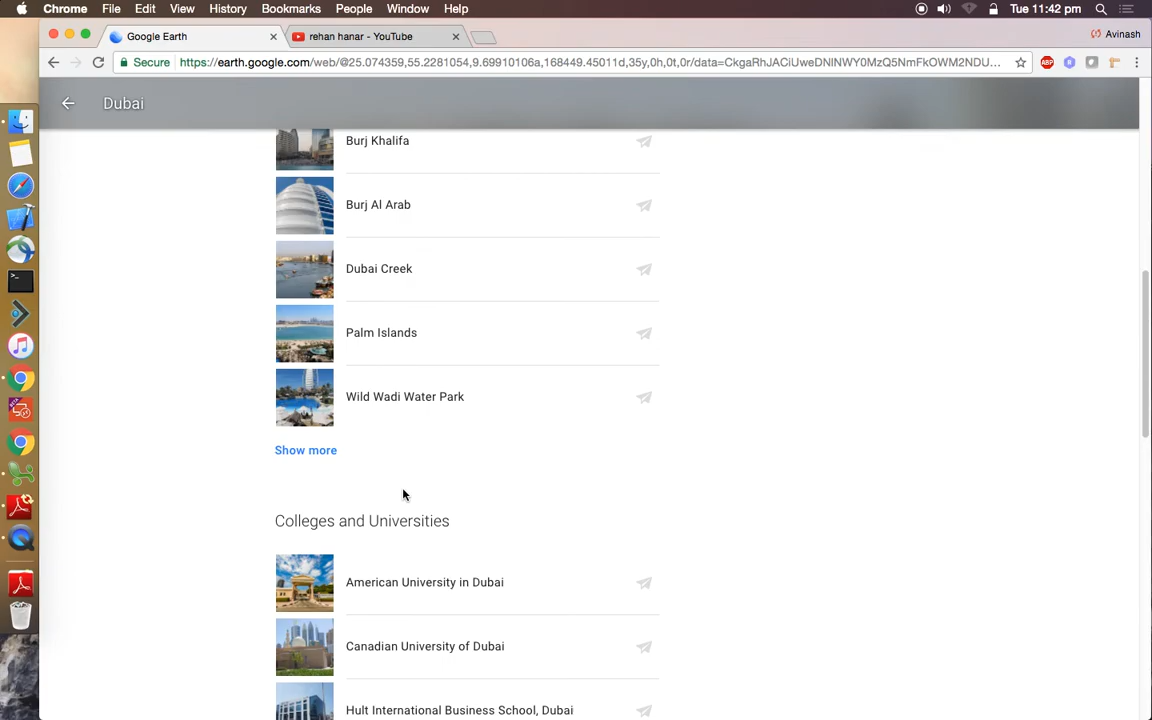 Chrome File Edit View History Bookmarks People Window Help Tue 11:42 pm
Google Earth rehan hanar - YouTube Avinash
Secure https://earth.google.com/web/@25.074359,55.2281054,9.69910106a,168449.45011d,35y,0h,0t,0r/data=CkgaRhJACiUweDNlNWY0MzQ5NmFkOWM2NDU...
Dubai
Burj Khalifa
Burj Al Arab
Dubai Creek
Palm Islands
Wild Wadi Water Park
Show more
Colleges and Universities
American University in Dubai
Canadian University of Dubai
Hult International Business School, Dubai